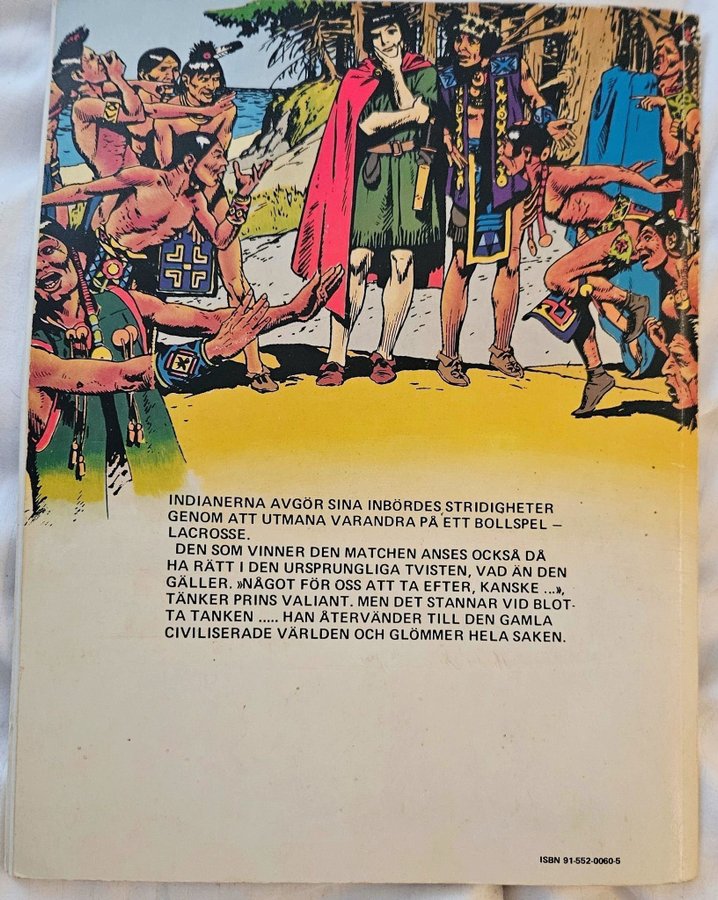 INDIANERNA AVGÖR SINA INBÖRDES STRIDIGHETER
GENOM ATT UTMANA VARANDRA PÅ ETT BOLLSPEL –
LACROSSE.
DEN SOM VINNER DEN MATCHEN ANSES OCKSÅ DÅ
HA RÄTT I DEN URSPRUNGLIGA TVISTEN, VAD ÄN DEN
GÄLLER. »NÅGOT FÖR OSS ATT TA EFTER, KANSKE ...»,
TÄNKER PRINS VALIANT. MEN DET STANNAR VID BLOT-
TA TANKEN ..... HAN ÅTERVÄNDER TILL DEN GAMLA
CIVILISERADE VÄRLDEN OCH GLÖMMER HELA SAKEN.
ISBN 91-552-0060-5